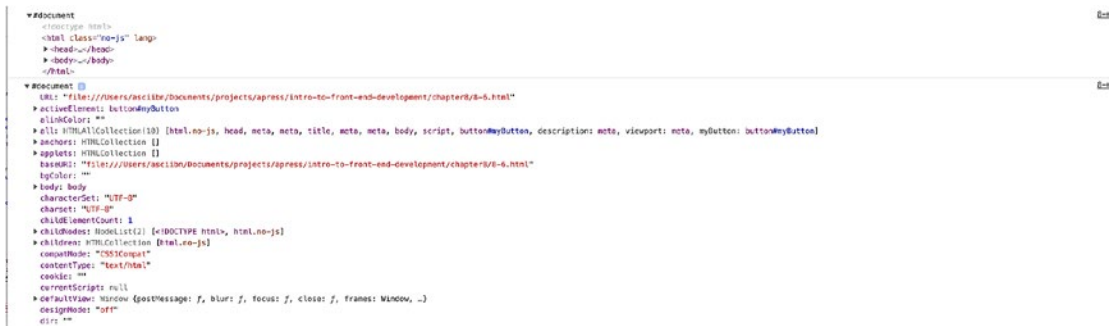 ▼#document
<!doctype html>
<html class="no-js" lang>
▶<head>…</head>
▶<body>…</body>
</html>
▼#document
URL: "file:///Users/asciibn/Documents/projects/apress/intro-to-front-end-development/chapter8/8-6.html"
▶activeElement: button#myButton
alinkColor: ""
▶all: HTMLAllCollection(10) [html.no-js, head, meta, meta, title, meta, meta, body, script, button#myButton, description: meta, viewport: meta, myButton: button#myButton]
▶anchors: HTMLCollection []
▶applets: HTMLCollection []
baseURI: "file:///Users/asciibn/Documents/projects/apress/intro-to-front-end-development/chapter8/8-6.html"
bgColor: ""
▶body: body
characterSet: "UTF-8"
charset: "UTF-8"
childElementCount: 1
▶childNodes: NodeList(2) [<!DOCTYPE html>, html.no-js]
▶children: HTMLCollection [html.no-js]
compatMode: "CSS1Compat"
contentType: "text/html"
cookie: ""
currentScript: null
▶defaultView: Window {postMessage: ƒ, blur: ƒ, focus: ƒ, close: ƒ, frames: Window, …}
designMode: "off"
dir: ""